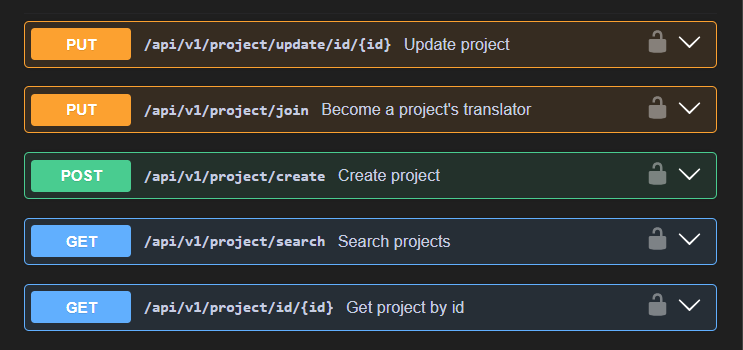 PUT /api/v1/project/update/id/{id} Update project
PUT /api/v1/project/join Become a project's translator
POST /api/v1/project/create Create project
GET /api/v1/project/search Search projects
GET /api/v1/project/id/{id} Get project by id